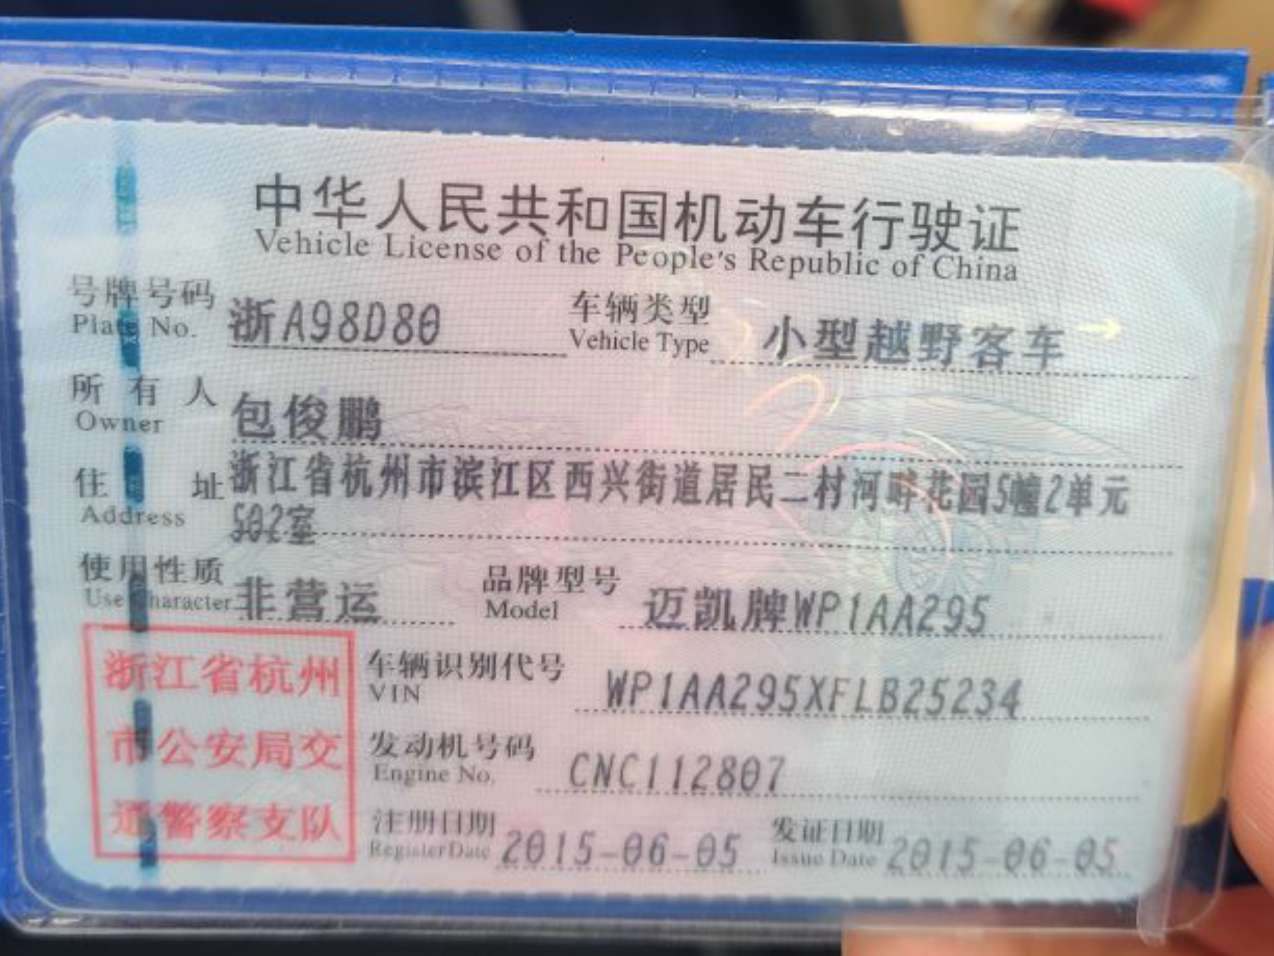 中华人民共和国机动车行驶证
Vehicle License of the People's Republic of China
号牌号码 浙A98D80 车辆类型 小型越野客车
Plate No. Vehicle Type
所有人 包俊鹏
Owner
住址 浙江省杭州市滨江区西兴街道居民二村河畔花园5幢2单元
Address 502室
使用性质 非营运 品牌型号 迈凯牌WP1AA295
Use Character Model
浙江省杭州
市公安局交
通警察支队
车辆识别代号 WP1AA295XFLB25234
VIN
发动机号码 CNC112807
Engine No.
注册日期 2015-06-05 发证日期 2015-06-05
Register Date Issue Date